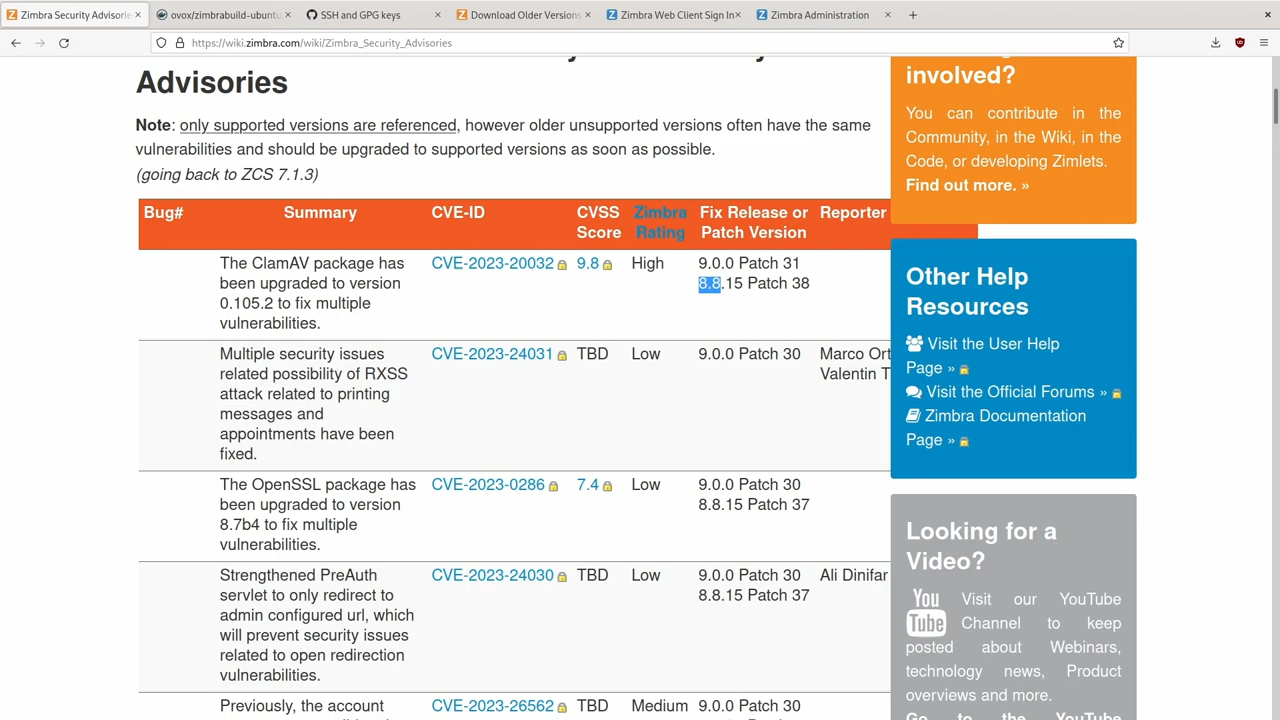 Zimbra Security Advisorie
ovox/zimbrabuild-ubuntu
SSH and GPG keys
Download Older Versions
Zimbra Web Client Sign In
Zimbra Administration
https://wiki.zimbra.com/wiki/Zimbra_Security_Advisories
Advisories
Note: only supported versions are referenced, however older unsupported versions often have the same
vulnerabilities and should be upgraded to supported versions as soon as possible.
(going back to ZCS 7.1.3)
Bug#
Summary
CVE-ID
CVSS
Score
Zimbra
Rating
Fix Release or
Patch Version
Reporter
The ClamAV package has
been upgraded to version
0.105.2 to fix multiple
vulnerabilities.
CVE-2023-20032
9.8
High
9.0.0 Patch 31
8.8.15 Patch 38
Multiple security issues
related possibility of RXSS
attack related to printing
messages and
appointments have been
fixed.
CVE-2023-24031
TBD
Low
9.0.0 Patch 30
Marco Ort
Valentin T
The OpenSSL package has
been upgraded to version
8.7b4 to fix multiple
vulnerabilities.
CVE-2023-0286
7.4
Low
9.0.0 Patch 30
8.8.15 Patch 37
Strengthened PreAuth
servlet to only redirect to
admin configured url, which
will prevent security issues
related to open redirection
vulnerabilities.
CVE-2023-24030
TBD
Low
9.0.0 Patch 30
8.8.15 Patch 37
Ali Dinifar
Previously, the account
CVE-2023-26562
TBD
Medium
9.0.0 Patch 30
involved?
You can contribute in the
Community, in the Wiki, in the
Code, or developing Zimlets.
Find out more. »
Other Help
Resources
Visit the User Help
Page »
Visit the Official Forums »
Zimbra Documentation
Page »
Looking for a
Video?
You
Tube
Visit our YouTube
Channel to keep
posted about Webinars,
technology news, Product
overviews and more.
Go to the YouTube